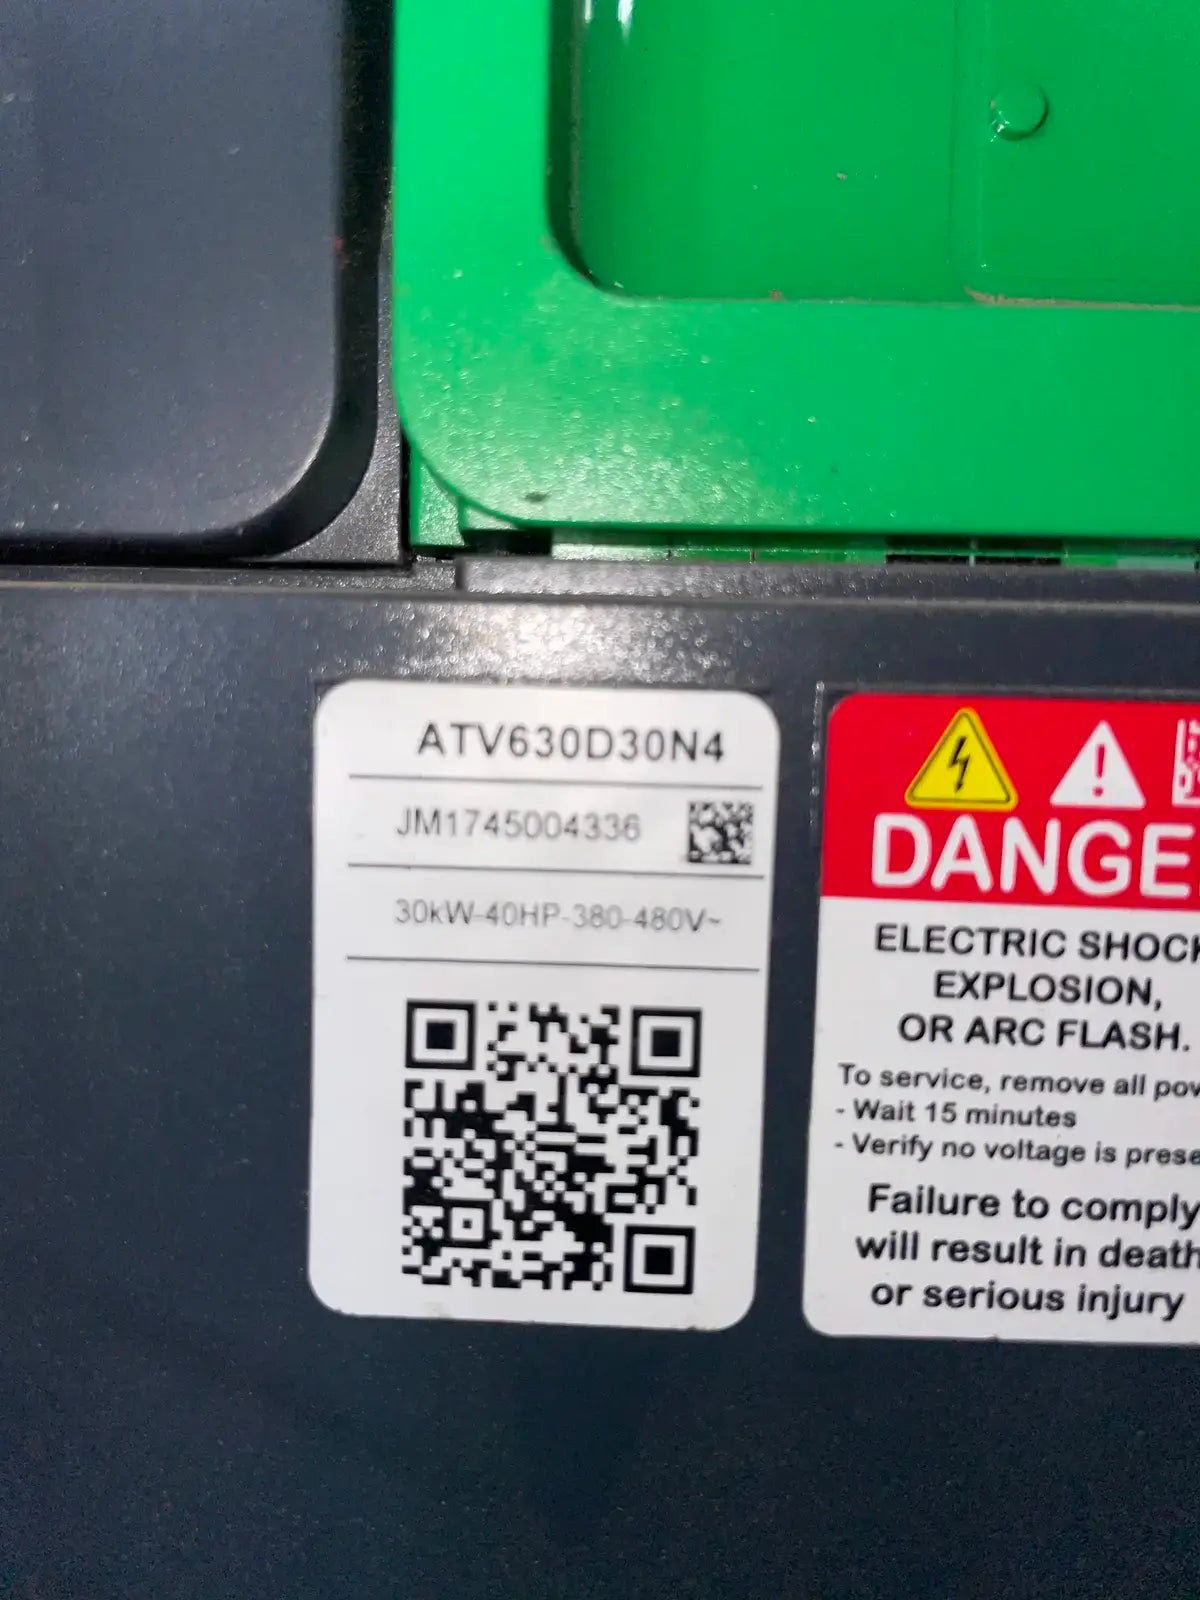 ATV630D30N4
JM1745004336
30kW-40HP-380-480V~
DANGE
ELECTRIC SHOCK
EXPLOSION,
OR ARC FLASH.
To service, remove all pow
- Wait 15 minutes
- Verify no voltage is prese
Failure to comply
will result in death
or serious injury